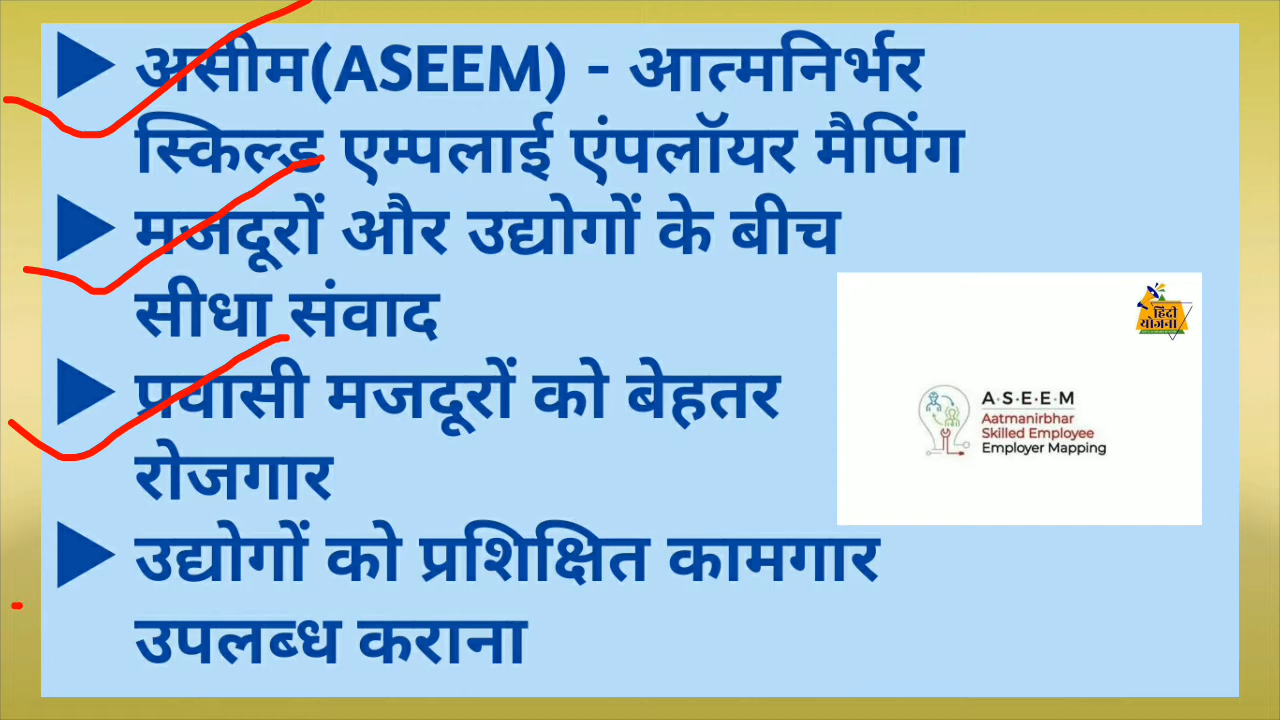 असीम(ASEEM) - आत्मनिर्भर
स्किल्ड एम्पलाई एंपलॉयर मैपिंग
मजदूरों और उद्योगों के बीच
सीधा संवाद
प्रवासी मजदूरों को बेहतर
रोजगार
उद्योगों को प्रशिक्षित कामगार
उपलब्ध कराना
हिंदी
योजना
A·S·E·E·M
Aatmanirbhar
Skilled Employee
Employer Mapping